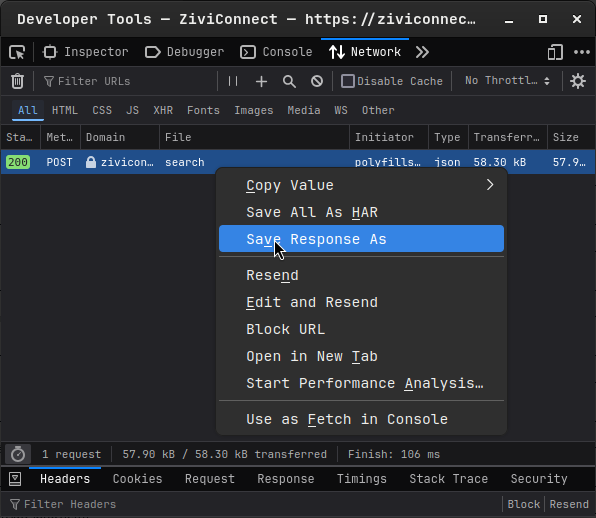 Developer Tools — ZiviConnect — https://ziviconnec…
Inspector Debugger Console Network
Filter URLs Disable Cache No Throttl…
All HTML CSS JS XHR Fonts Images Media WS Other
Sta… Met… Domain File Initiator Type Transferr… Size
200 POST zivicon… search polyfills… json 58.30 kB 57.9…
Copy Value
Save All As HAR
Save Response As
Resend
Edit and Resend
Block URL
Open in New Tab
Start Performance Analysis…
Use as Fetch in Console
1 request 57.90 kB / 58.30 kB transferred Finish: 106 ms
Headers Cookies Request Response Timings Stack Trace Security
Filter Headers Block Resend